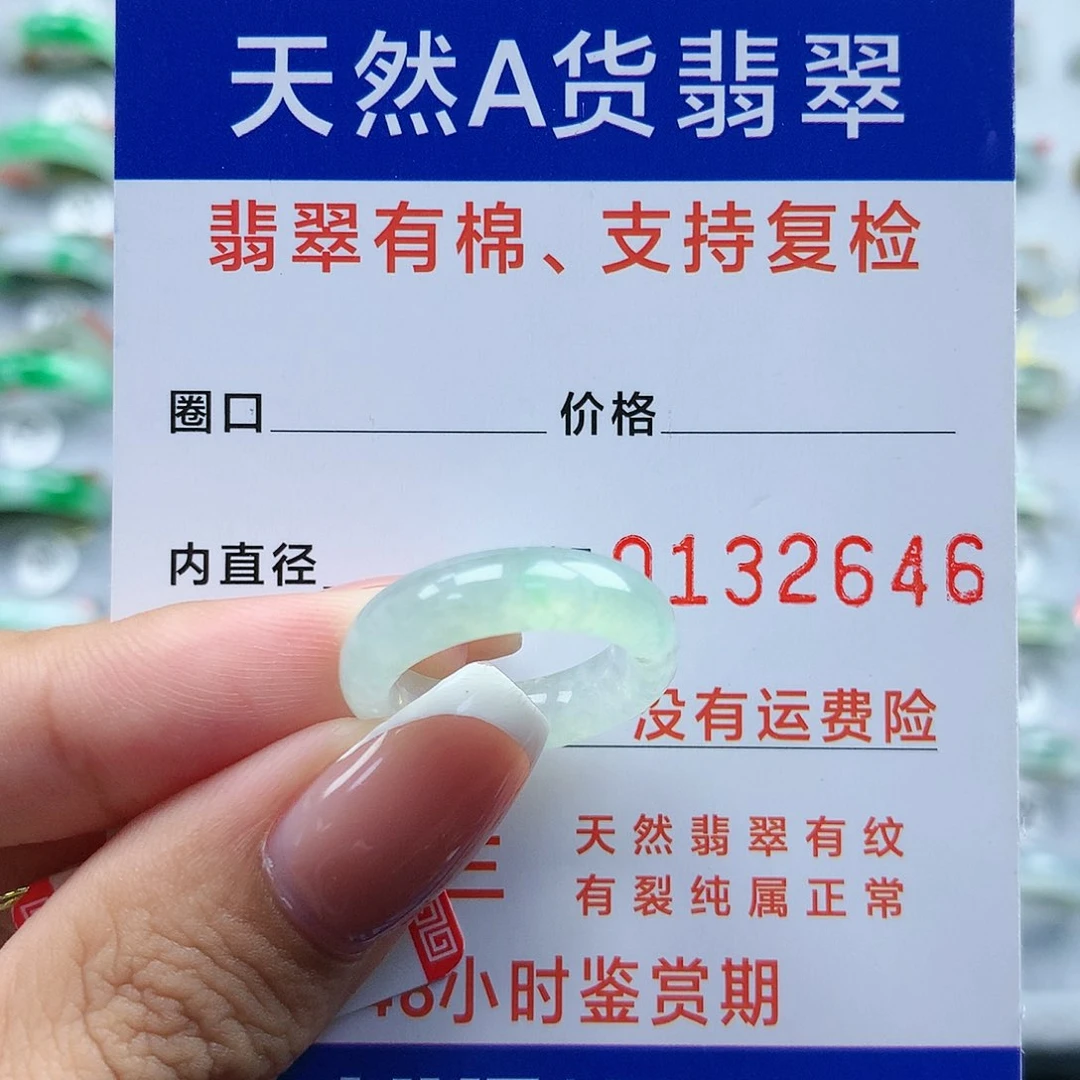 天然A货翡翠
翡翠有棉、支持复检
圈口 价格
内直径 0132646
没有运费险
天然翡翠有纹
有裂纯属正常
48小时鉴赏期